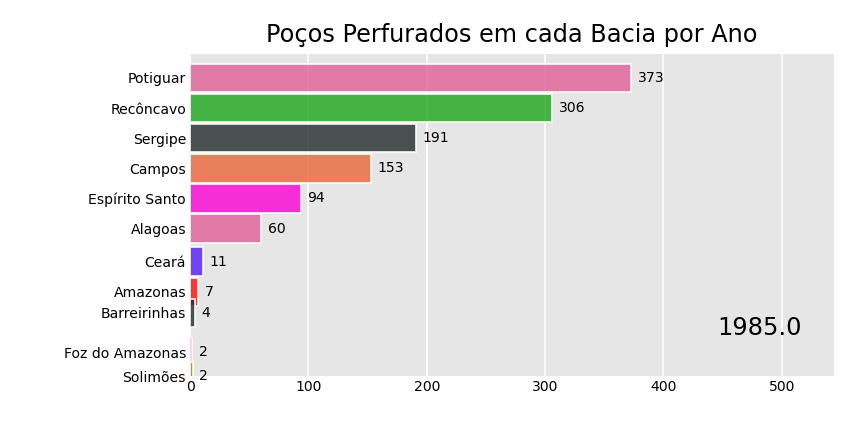 Poços Perfurados em cada Bacia por Ano
Potiguar 373
Recôncavo 306
Sergipe 191
Campos 153
Espírito Santo 94
Alagoas 60
Ceará 11
Amazonas 7
Barreirinhas 4
1985.0
Foz do Amazonas 2
Solimões 2
0 100 200 300 400 500